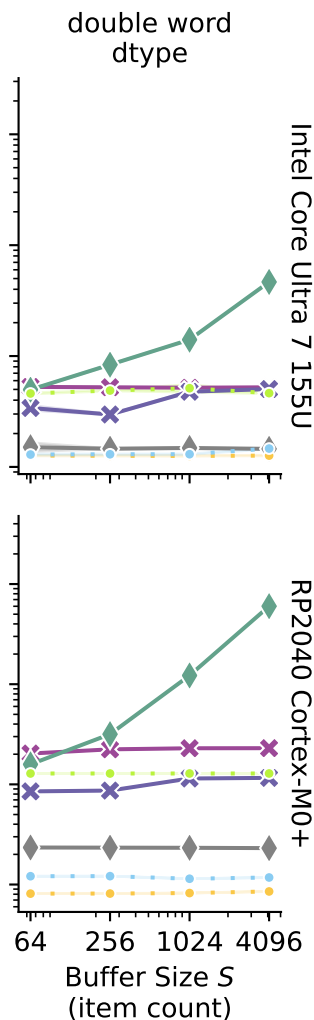 double word
dtype
Intel Core Ultra 7 155U
RP2040 Cortex-M0+
64 256 1024 4096
Buffer Size S
(item count)